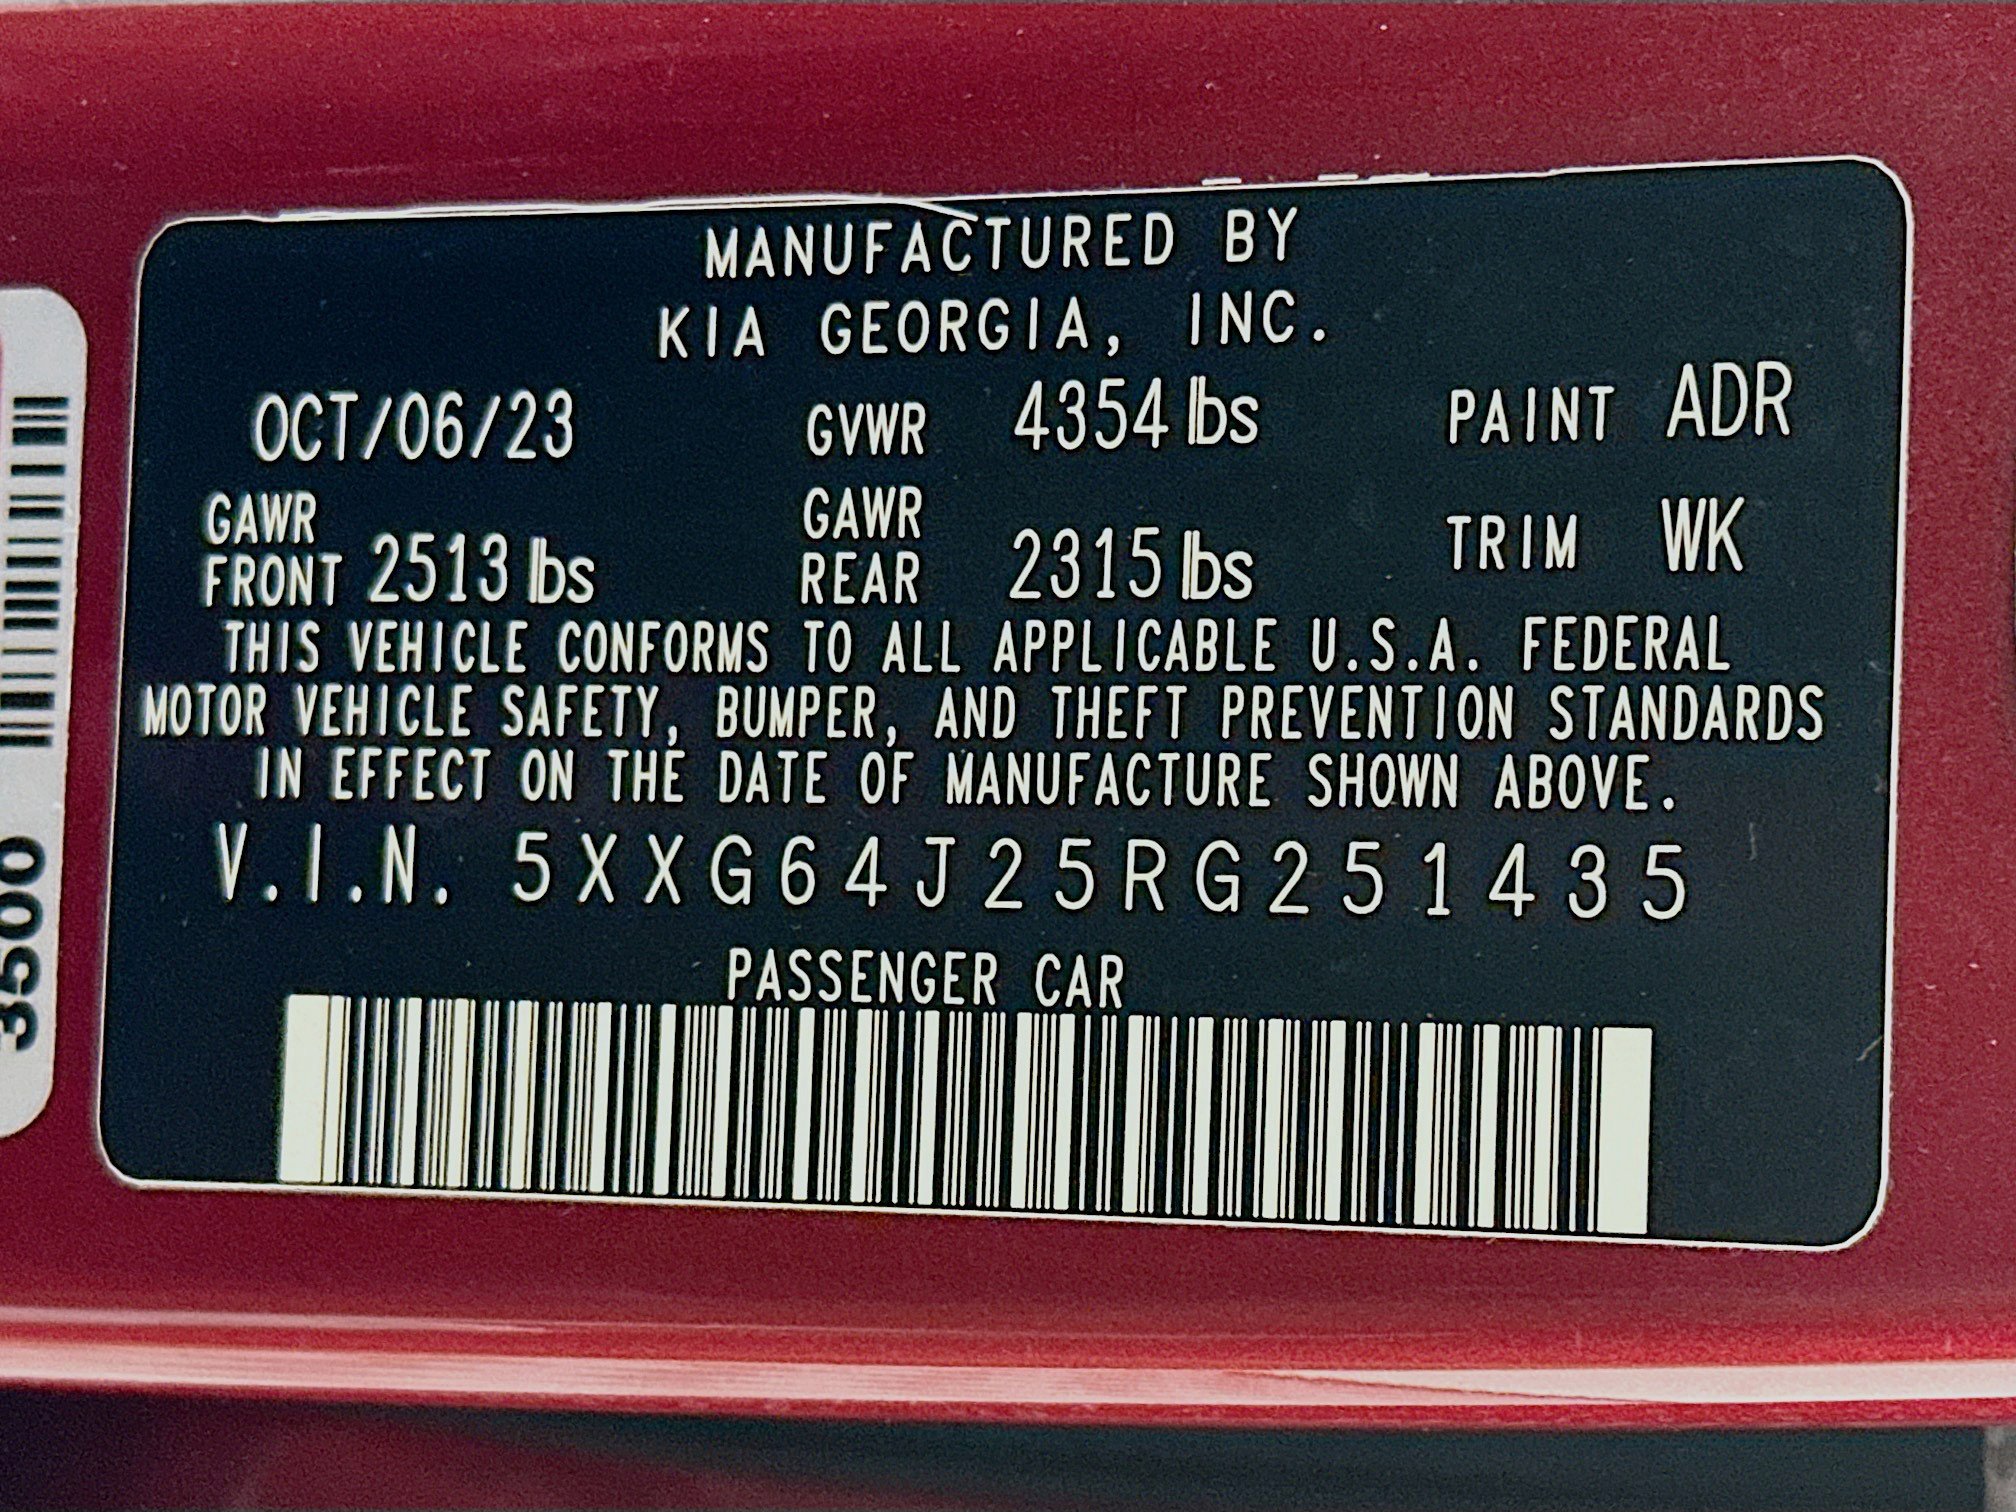 MANUFACTURED BY
KIA GEORGIA, INC.
OCT/06/23 GVWR 4354 lbs PAINT ADR
GAWR FRONT 2513 lbs GAWR REAR 2315 lbs TRIM WK
THIS VEHICLE CONFORMS TO ALL APPLICABLE U.S.A. FEDERAL
MOTOR VEHICLE SAFETY, BUMPER, AND THEFT PREVENTION STANDARDS
IN EFFECT ON THE DATE OF MANUFACTURE SHOWN ABOVE.
V.I.N. 5XXG64J25RG251435
PASSENGER CAR
3500